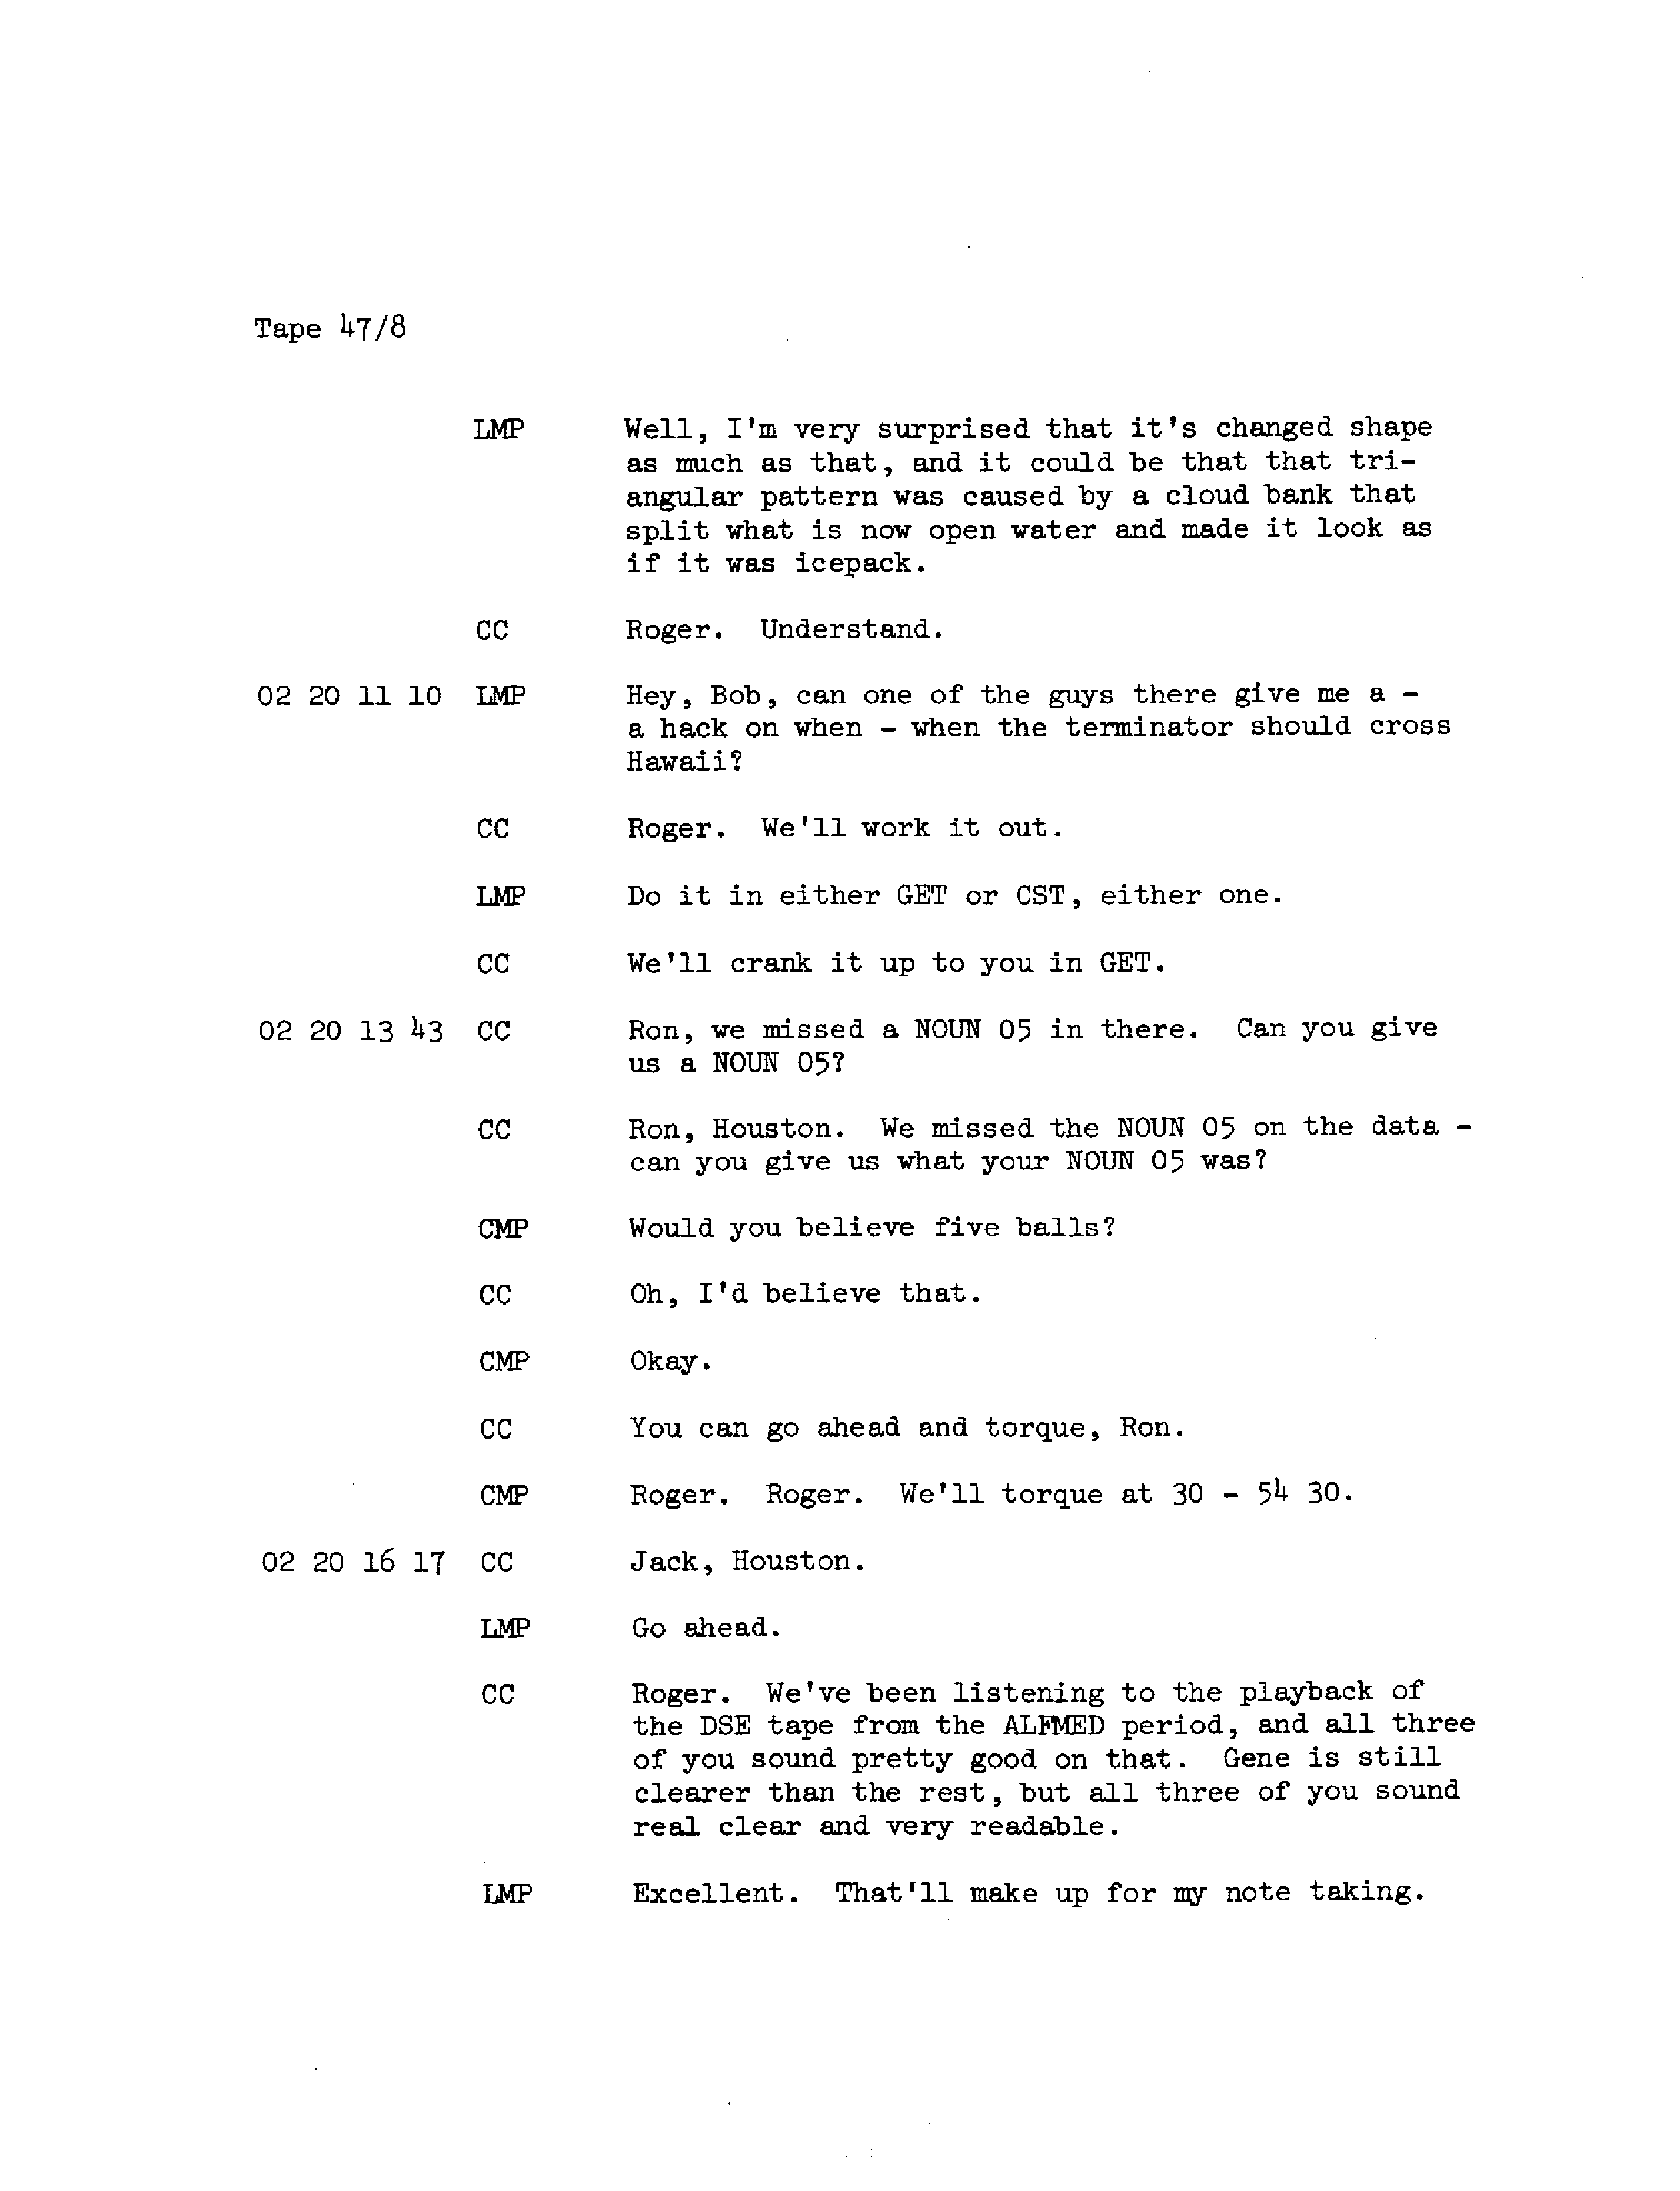 Tape 47/8
LMP Well, I'm very surprised that it's changed shape
as much as that, and it could be that that tri-
angular pattern was caused by a cloud bank that
split what is now open water and made it look as
if it was icepack.
CC Roger. Understand.
02 20 11 10 LMP Hey, Bob, can one of the guys there give me a -
a hack on when - when the terminator should cross
Hawaii?
CC Roger. We'll work it out.
LMP Do it in either GET or CST, either one.
CC We'll crank it up to you in GET.
02 20 13 43 CC Ron, we missed a NOUN 05 in there. Can you give
us a NOUN 05?
CC Ron, Houston. We missed the NOUN 05 on the data -
can you give us what your NOUN 05 was?
CMP Would you believe five balls?
CC Oh, I'd believe that.
CMP Okay.
CC You can go ahead and torque, Ron.
CMP Roger. Roger. We'll torque at 30 - 54 30.
02 20 16 17 CC Jack, Houston.
LMP Go ahead.
CC Roger. We've been listening to the playback of
the DSE tape from the ALFMED period, and all three
of you sound pretty good on that. Gene is still
clearer than the rest, but all three of you sound
real clear and very readable.
LMP Excellent. That'll make up for my note taking.